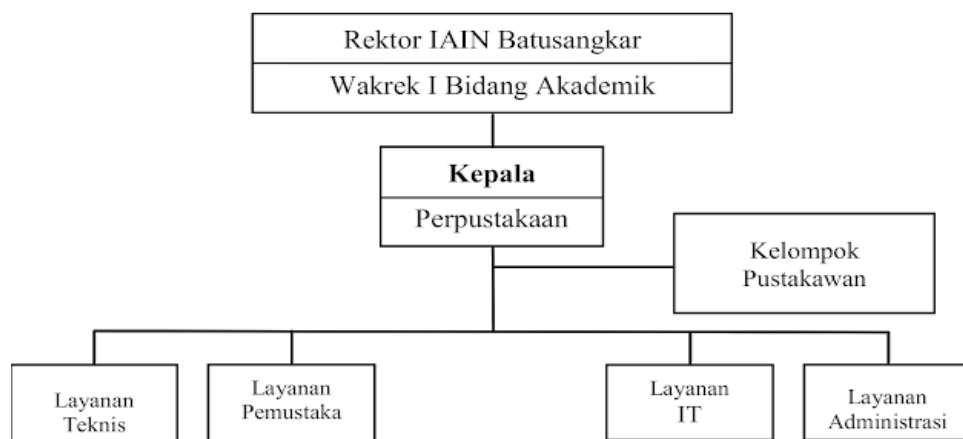 Rektor IAIN Batusangkar
Wakrek I Bidang Akademik
Kepala
Perpustakaan
Kelompok
Pustakawan
Layanan
Teknis
Layanan
Pemustaka
Layanan
IT
Layanan
Administrasi